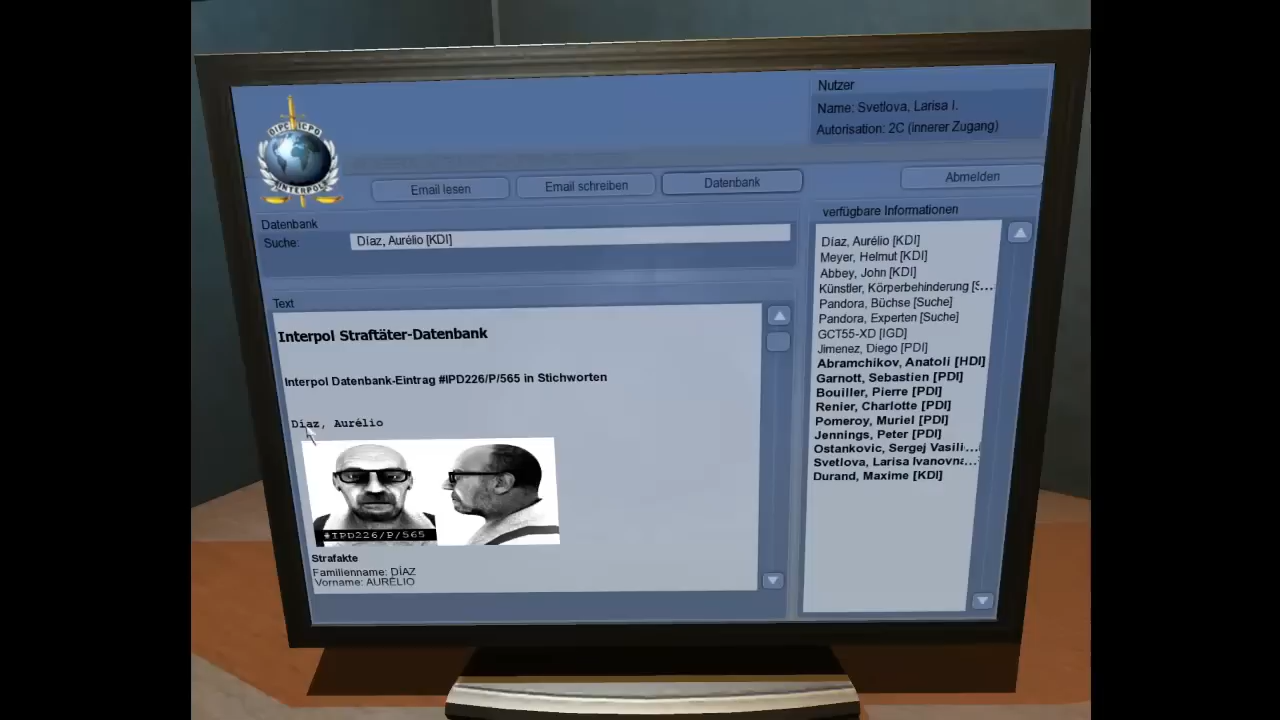 Nutzer
Name: Svetlova, Larisa I.
Autorisation: 2C (innerer Zugang)
OIPC ICPO
INTERPOL
Email lesen
Email schreiben
Datenbank
Abmelden
Datenbank
Suche:
Díaz, Aurélio [KDI]
Text
Interpol Straftäter-Datenbank
Interpol Datenbank-Eintrag #IPD226/P/565 in Stichworten
Díaz, Aurélio
#IPD226/P/565
Strafakte
Familienname: DÍAZ
Vorname: AURÉLIO
verfügbare Informationen
Díaz, Aurélio [KDI]
Meyer, Helmut [KDI]
Abbey, John [KDI]
Künstler, Körperbehinderung [S...
Pandora, Büchse [Suche]
Pandora, Experten [Suche]
GCT55-XD [IGD]
Jimenez, Diego [PDI]
Abramchikov, Anatoli [HDI]
Garnott, Sebastien [PDI]
Bouiller, Pierre [PDI]
Renier, Charlotte [PDI]
Pomeroy, Muriel [PDI]
Jennings, Peter [PDI]
Ostankovic, Sergej Vasili...
Svetlova, Larisa Ivanovna...
Durand, Maxime [KDI]